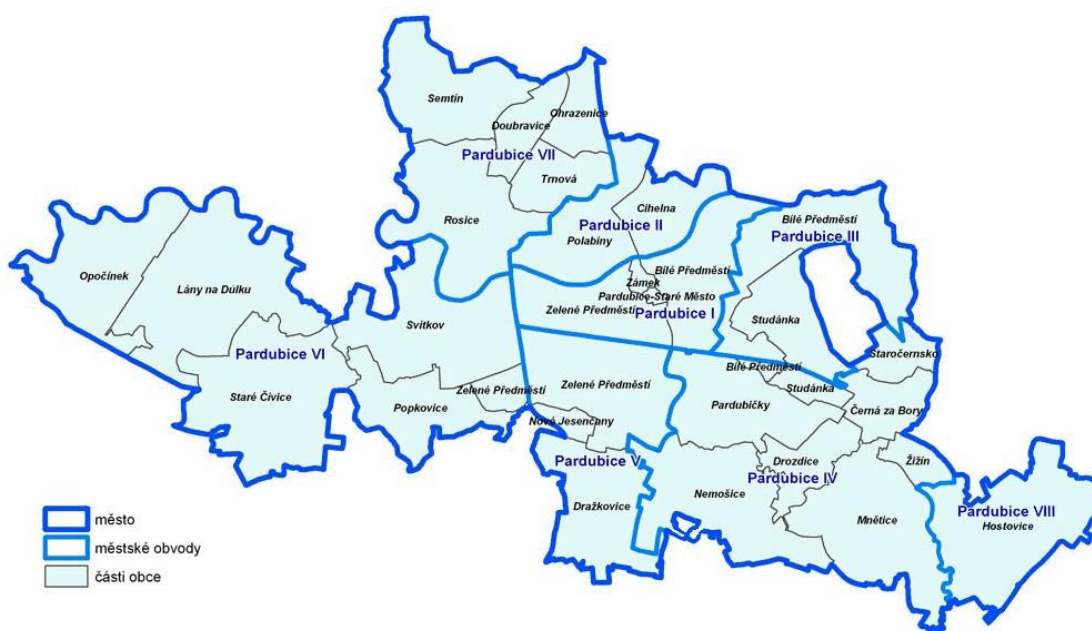 Semtín
Ohrazenice
Doubravice
Pardubice VII
Trnová
Cihelna
Rosice
Bílé Předměstí
Pardubice II
Pardubice III
Polabiny
Opočínek
Bílé Předměstí
Lány na Důlku
Zámek
Pardubice-Staré Město
Zelené Předměstí
Pardubice I
Svítkov
Studánka
Pardubice VI
Staročernsko
Bílé Předměstí
Zelené Předměstí
Zelené Předměstí
Studánka
Staré Čívice
Popkovice
Pardubičky
Černá za Bory
Nové Jesenčany
Pardubice V
Drozdice
Žižín
Pardubice IV
Nemošice
Dražkovice
Mnětice
Pardubice VIII
Hostovice
město
městské obvody
části obce